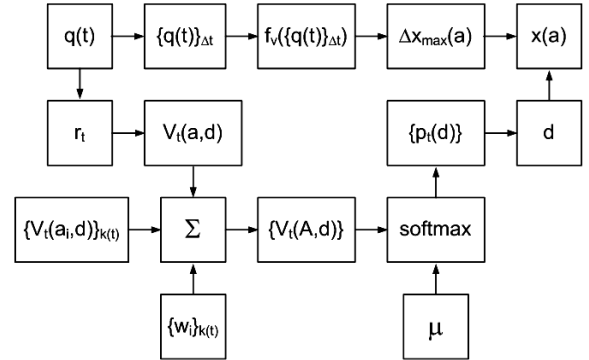 q(t) {q(t)}Δt fv({q(t)}Δt) Δxmax(a) x(a)
rt Vt(a,d) {pt(d)} d
{Vt(ai,d)}k(t) Σ {Vt(A,d)} softmax
{wi}k(t) μ